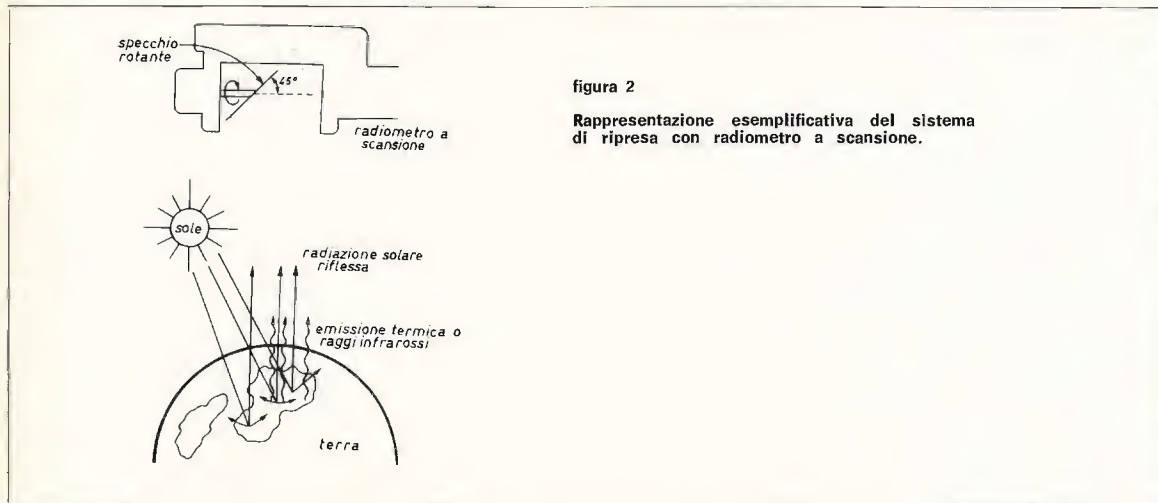 specchio
rotante
45°
radiometro a
scansione
figura 2
Rappresentazione esemplificativa del sistema
di ripresa con radiometro a scansione.
sole
radiazione solare
riflessa
emissione termica o
raggi infrarossi
terra